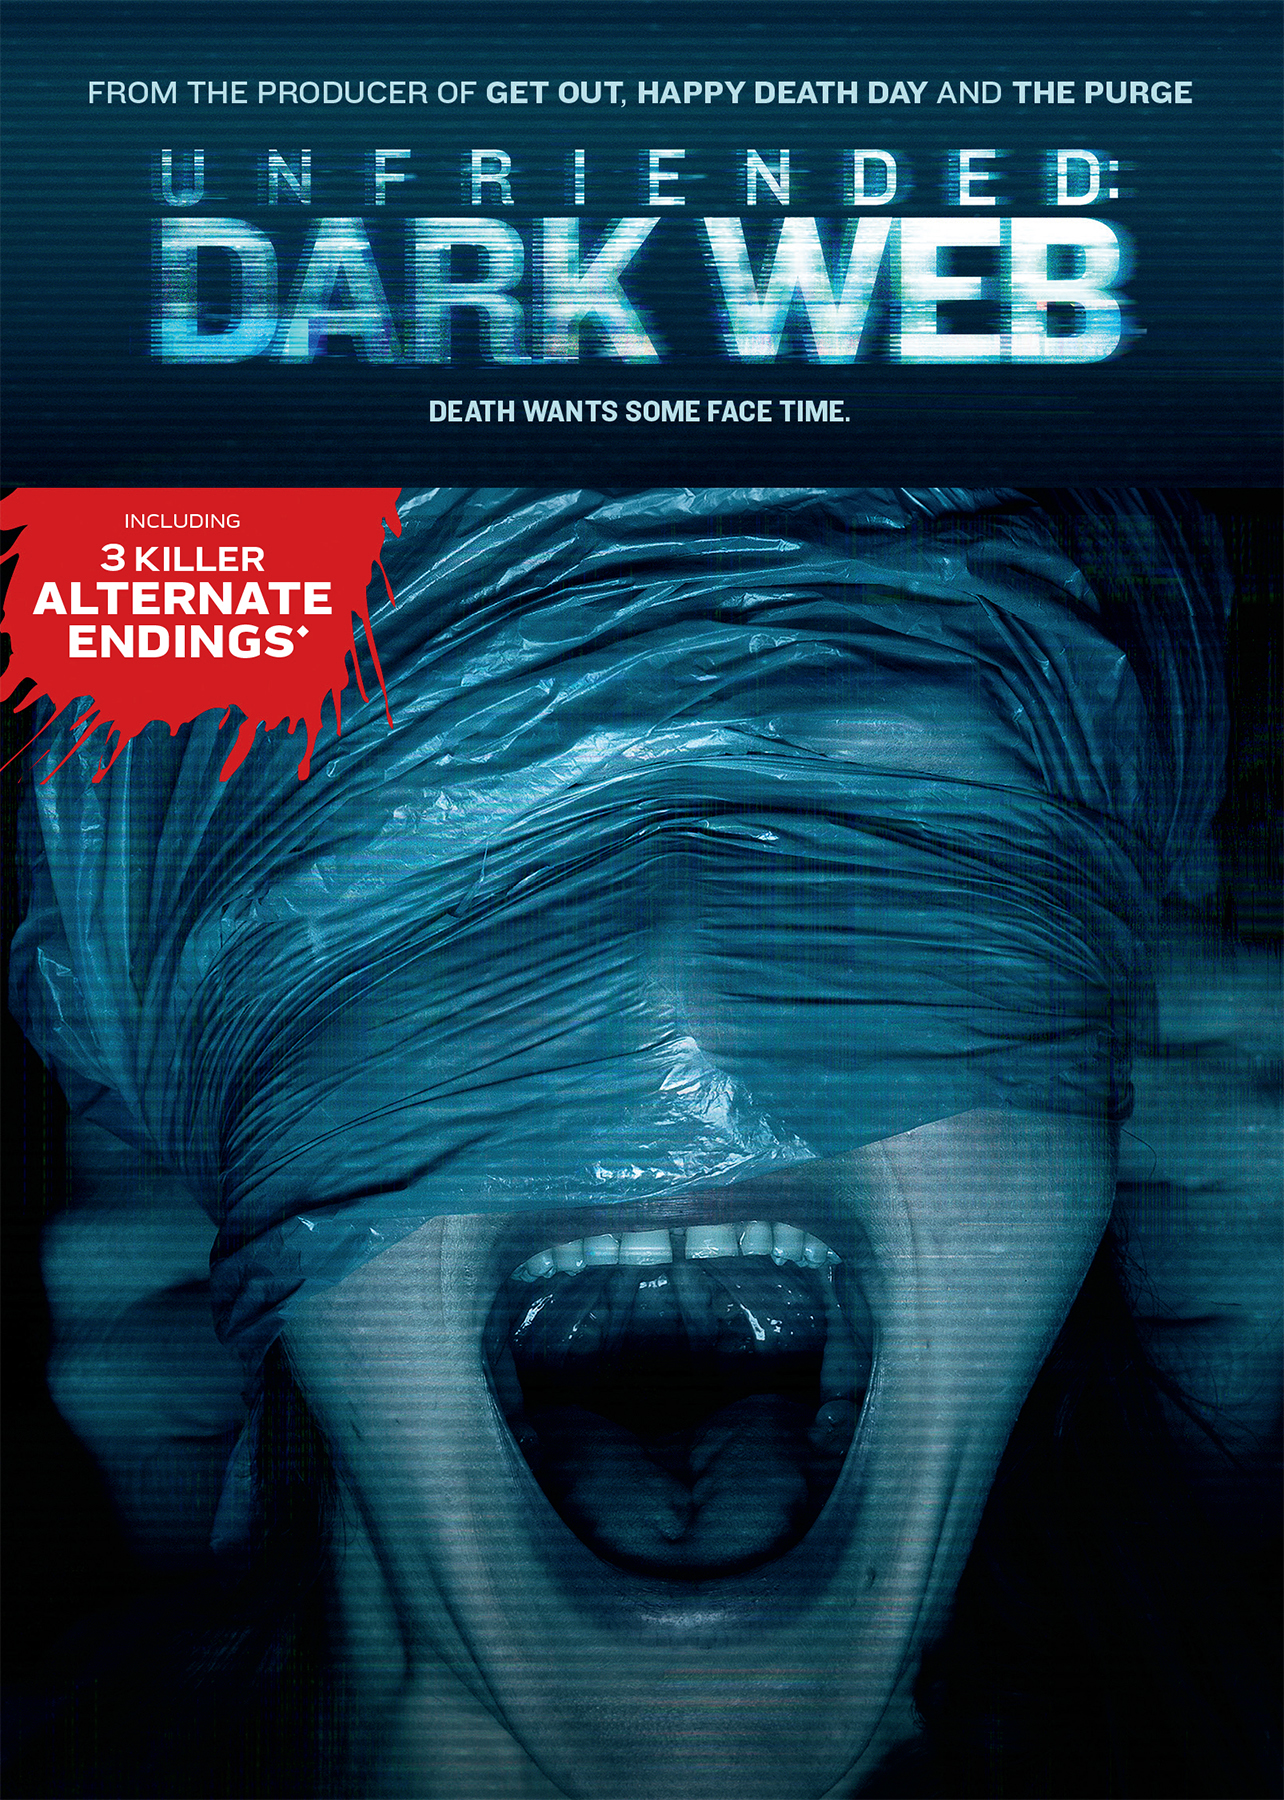 FROM THE PRODUCER OF GET OUT, HAPPY DEATH DAY AND THE PURGE
UNFRIENDED:
DARK WEB
DEATH WANTS SOME FACE TIME.
INCLUDING
3 KILLER
ALTERNATE
ENDINGS♦